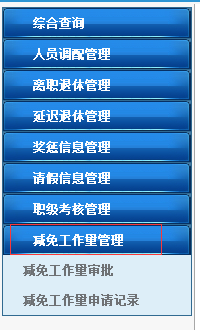 综合查询
人员调配管理
离职退休管理
延迟退休管理
奖惩信息管理
请假信息管理
职级考核管理
减免工作量管理
减免工作量审批
减免工作量申请记录